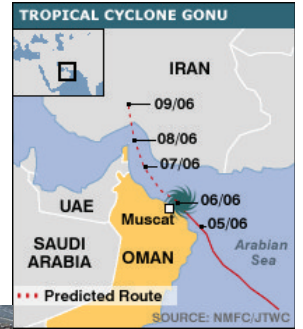 TROPICAL CYCLONE GONU
IRAN
09/06
08/06
07/06
06/06
UAE
Muscat
05/06
SAUDI
ARABIA
OMAN
Arabian
Sea
Predicted Route
SOURCE: NMFC/JTWC